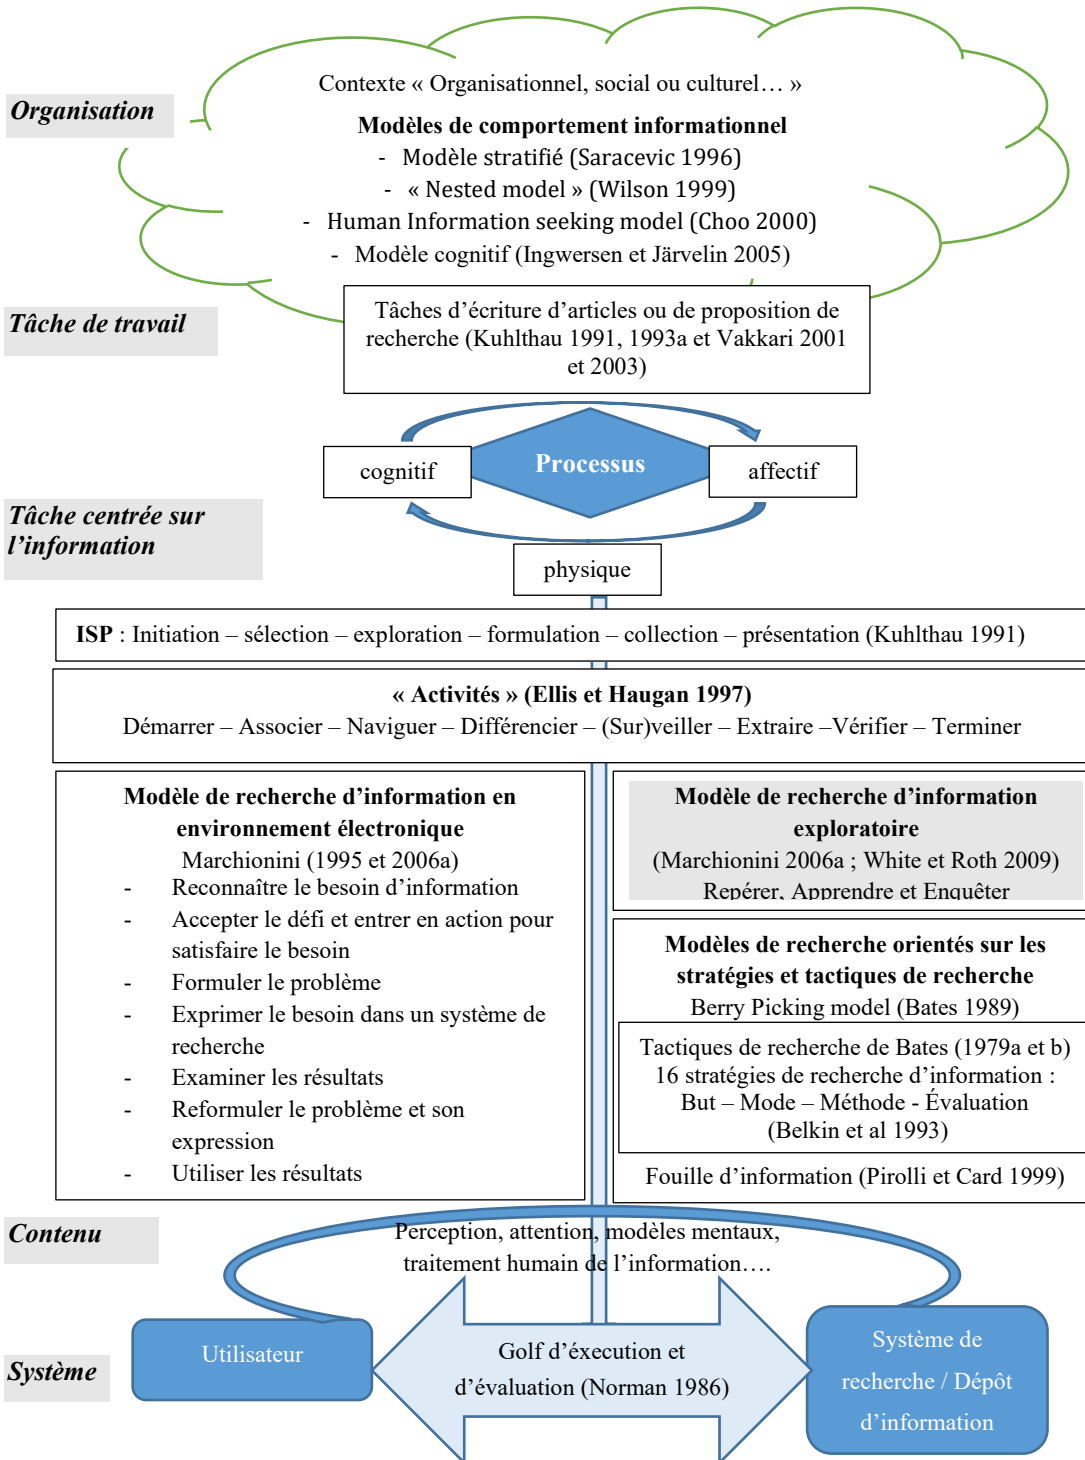 Contexte « Organisationnel, social ou culturel… »
Organisation
Modèles de comportement informationnel
- Modèle stratifié (Saracevic 1996)
- « Nested model » (Wilson 1999)
- Human Information seeking model (Choo 2000)
- Modèle cognitif (Ingwersen et Järvelin 2005)
Tâche de travail
Tâches d’écriture d’articles ou de proposition de
recherche (Kuhlthau 1991, 1993a et Vakkari 2001
et 2003)
cognitif
Processus
affectif
Tâche centrée sur
l’information
physique
ISP : Initiation – sélection – exploration – formulation – collection – présentation (Kuhlthau 1991)
« Activités » (Ellis et Haugan 1997)
Démarrer – Associer – Naviguer – Différencier – (Sur)veiller – Extraire –Vérifier – Terminer
Modèle de recherche d’information en
environnement électronique
Marchionini (1995 et 2006a)
- Reconnaître le besoin d’information
- Accepter le défi et entrer en action pour
satisfaire le besoin
- Formuler le problème
- Exprimer le besoin dans un système de
recherche
- Examiner les résultats
- Reformuler le problème et son
expression
- Utiliser les résultats
Modèle de recherche d’information
exploratoire
(Marchionini 2006a ; White et Roth 2009)
Repérer, Apprendre et Enquêter
Modèles de recherche orientés sur les
stratégies et tactiques de recherche
Berry Picking model (Bates 1989)
Tactiques de recherche de Bates (1979a et b)
16 stratégies de recherche d’information :
But – Mode – Méthode - Évaluation
(Belkin et al 1993)
Fouille d’information (Pirolli et Card 1999)
Contenu
Perception, attention, modèles mentaux,
traitement humain de l’information….
Système
Utilisateur
Golf d’éxecution et
d’évaluation (Norman 1986)
Système de
recherche / Dépôt
d’information